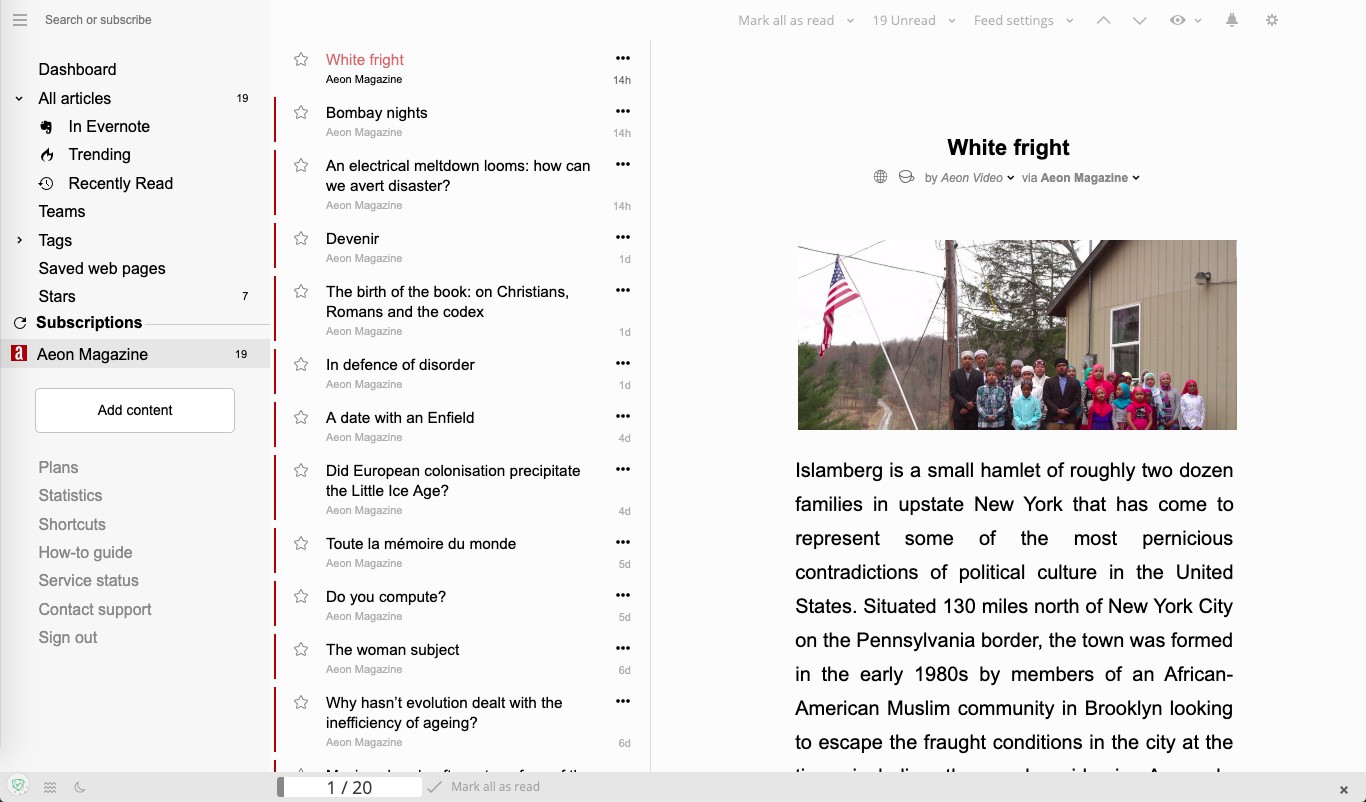 Search or subscribe
Mark all as read
19 Unread
Feed settings
Dashboard
All articles 19
In Evernote
Trending
Recently Read
Teams
Tags
Saved web pages
Stars 7
Subscriptions
a Aeon Magazine 19
Add content
Plans
Statistics
Shortcuts
How-to guide
Service status
Contact support
Sign out
White fright
Aeon Magazine 14h
Bombay nights
Aeon Magazine 14h
An electrical meltdown looms: how can
we avert disaster?
Aeon Magazine 14h
Devenir
Aeon Magazine 1d
The birth of the book: on Christians,
Romans and the codex
Aeon Magazine 1d
In defence of disorder
Aeon Magazine 1d
A date with an Enfield
Aeon Magazine 4d
Did European colonisation precipitate
the Little Ice Age?
Aeon Magazine 4d
Toute la mémoire du monde
Aeon Magazine 5d
Do you compute?
Aeon Magazine 5d
The woman subject
Aeon Magazine 6d
Why hasn't evolution dealt with the
inefficiency of ageing?
Aeon Magazine 6d
White fright
by Aeon Video via Aeon Magazine
Islamberg is a small hamlet of roughly two dozen
families in upstate New York that has come to
represent some of the most pernicious
contradictions of political culture in the United
States. Situated 130 miles north of New York City
on the Pennsylvania border, the town was formed
in the early 1980s by members of an African-
American Muslim community in Brooklyn looking
to escape the fraught conditions in the city at the
1 / 20
Mark all as read